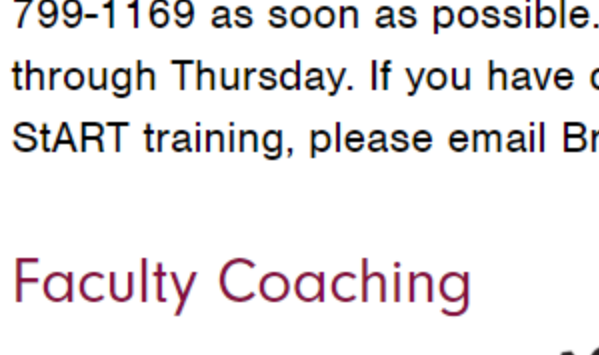 799-1169 as soon as possible.
through Thursday. If you have
StART training, please email
Faculty Coaching